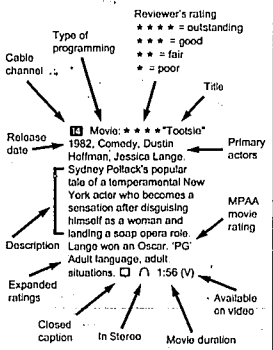 Reviewer's rating
★ ★ ★ ★ = outstanding
★ ★ ★ = good
★ ★ = fair
★ = poor
Type of
programming
Cable
channel
Title
14 Movie: ★ ★ ★ ★ "Tootsie"
1982, Comedy, Dustin
Hoffman, Jessica Lange.
Sydney Pollack's popular
tale of a temperamental New
York actor who becomes a
sensation after disguising
himself as a woman and
landing a soap opera role.
Lange won an Oscar. 'PG'
Adult language, adult
situations. 1:56 (V)
Release
date
Primary
actors
MPAA
movie
rating
Description
Expanded
ratings
Available
on video
Closed
caption
In Stereo
Movie duration